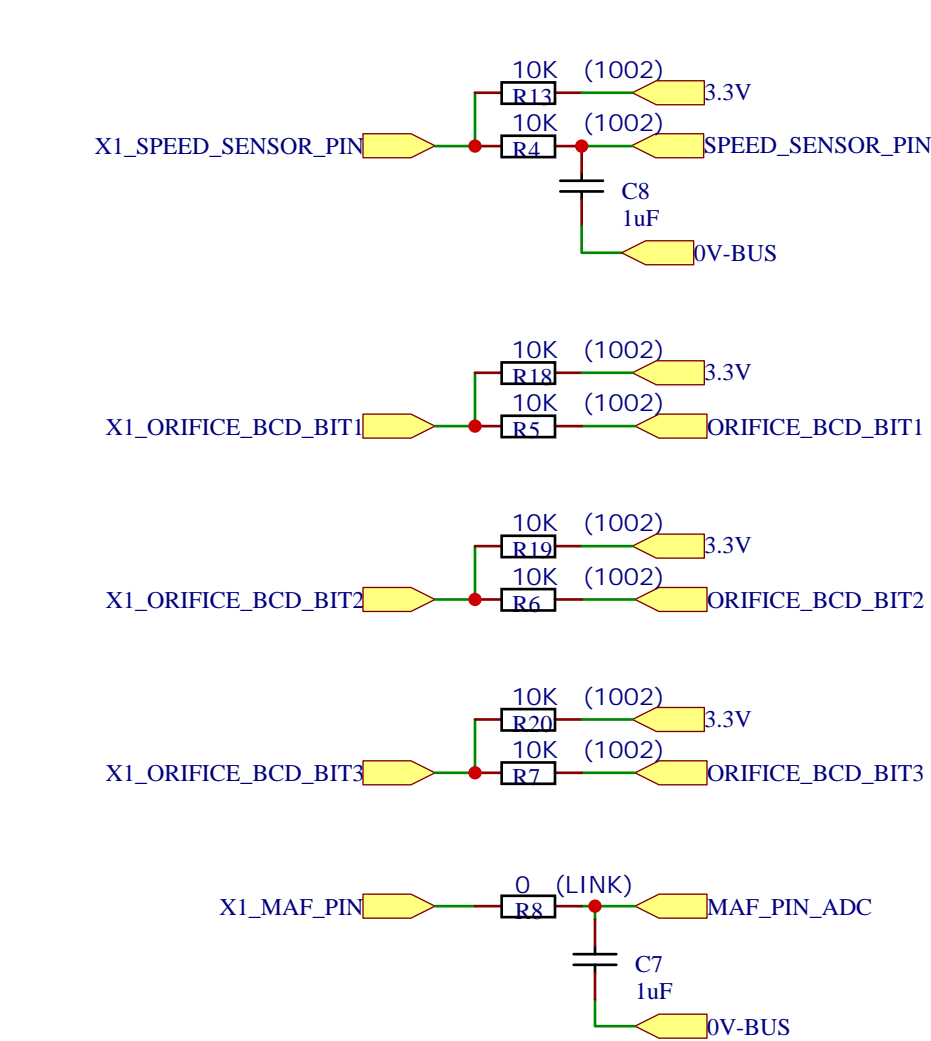 10K (1002)
R13
3.3V
10K (1002)
X1_SPEED_SENSOR_PIN
R4
SPEED_SENSOR_PIN
C8
1uF
0V-BUS
10K (1002)
R18
3.3V
10K (1002)
X1_ORIFICE_BCD_BIT1
R5
ORIFICE_BCD_BIT1
10K (1002)
R19
3.3V
10K (1002)
X1_ORIFICE_BCD_BIT2
R6
ORIFICE_BCD_BIT2
10K (1002)
R20
3.3V
10K (1002)
X1_ORIFICE_BCD_BIT3
R7
ORIFICE_BCD_BIT3
0 (LINK)
X1_MAF_PIN
R8
MAF_PIN_ADC
C7
1uF
0V-BUS